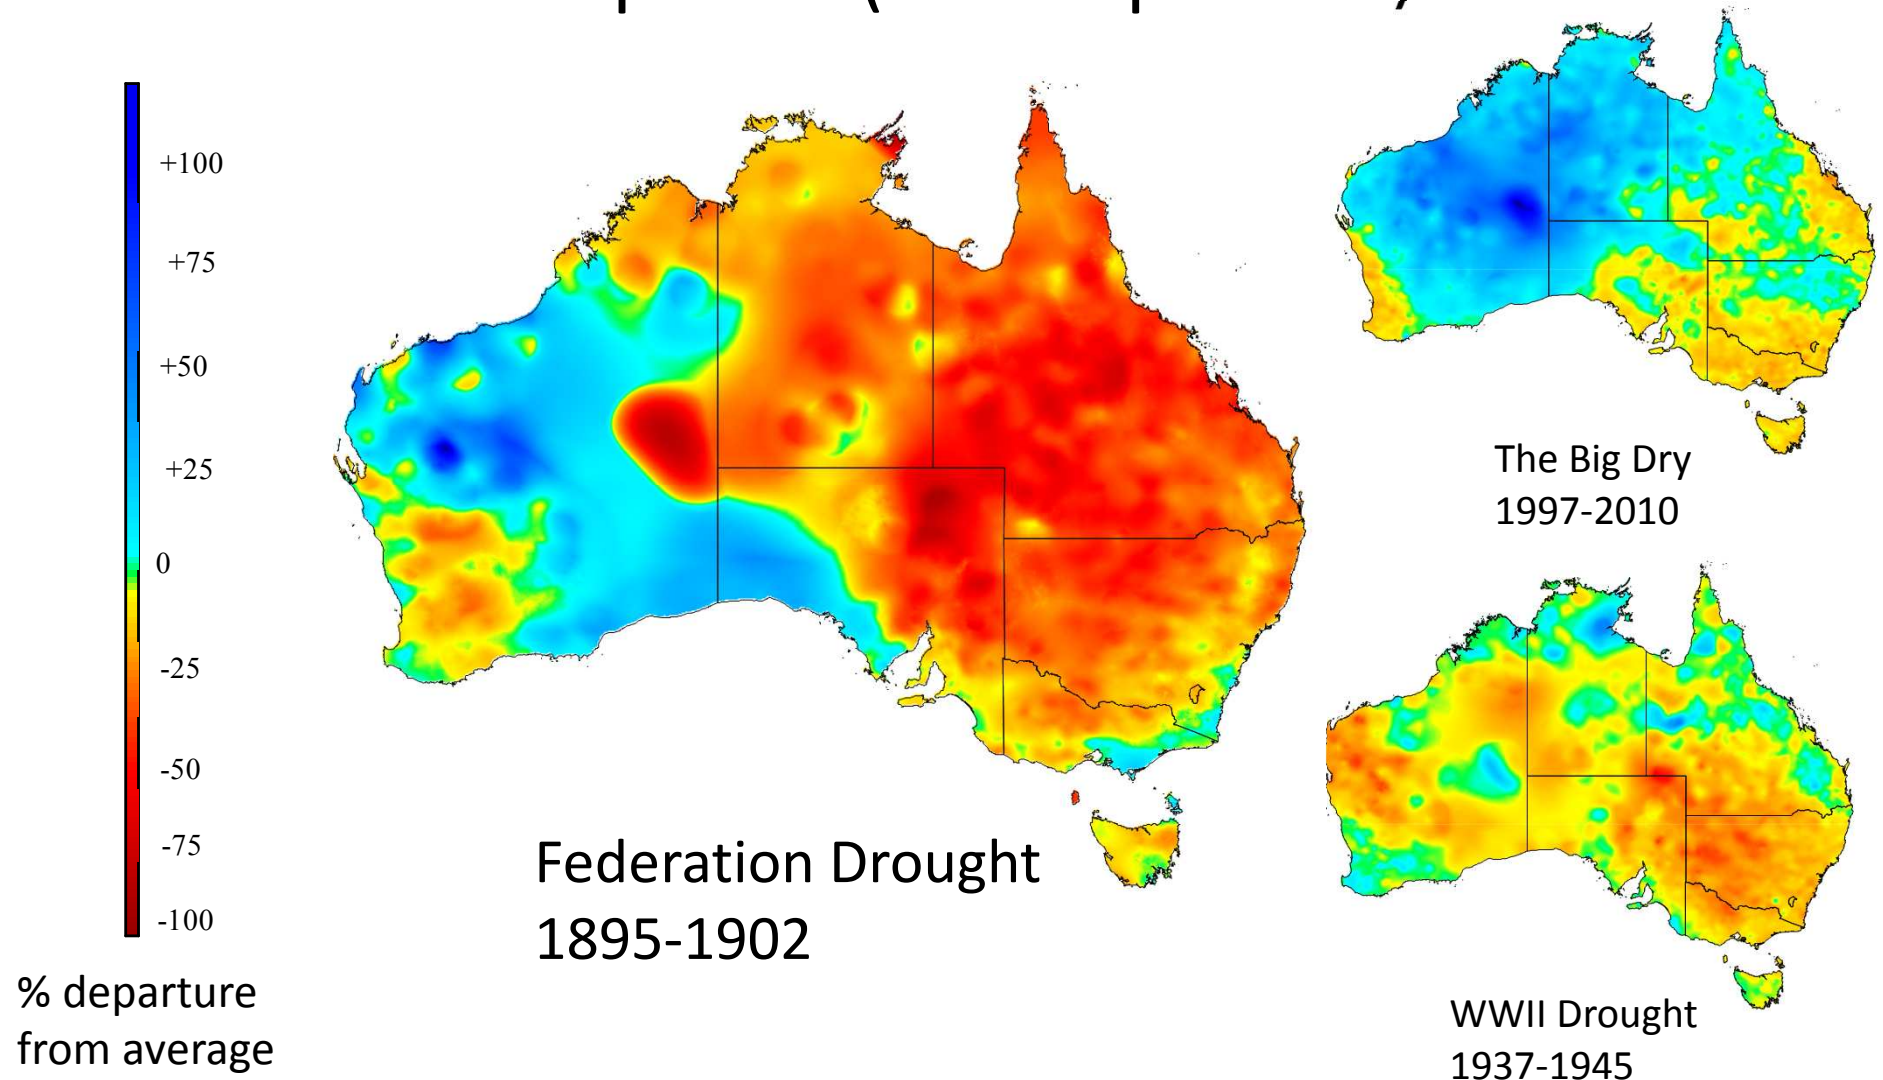 +100
+75
+50
+25
0
-25
-50
-75
-100
% departure
from average
Federation Drought
1895-1902
The Big Dry
1997-2010
WWII Drought
1937-1945